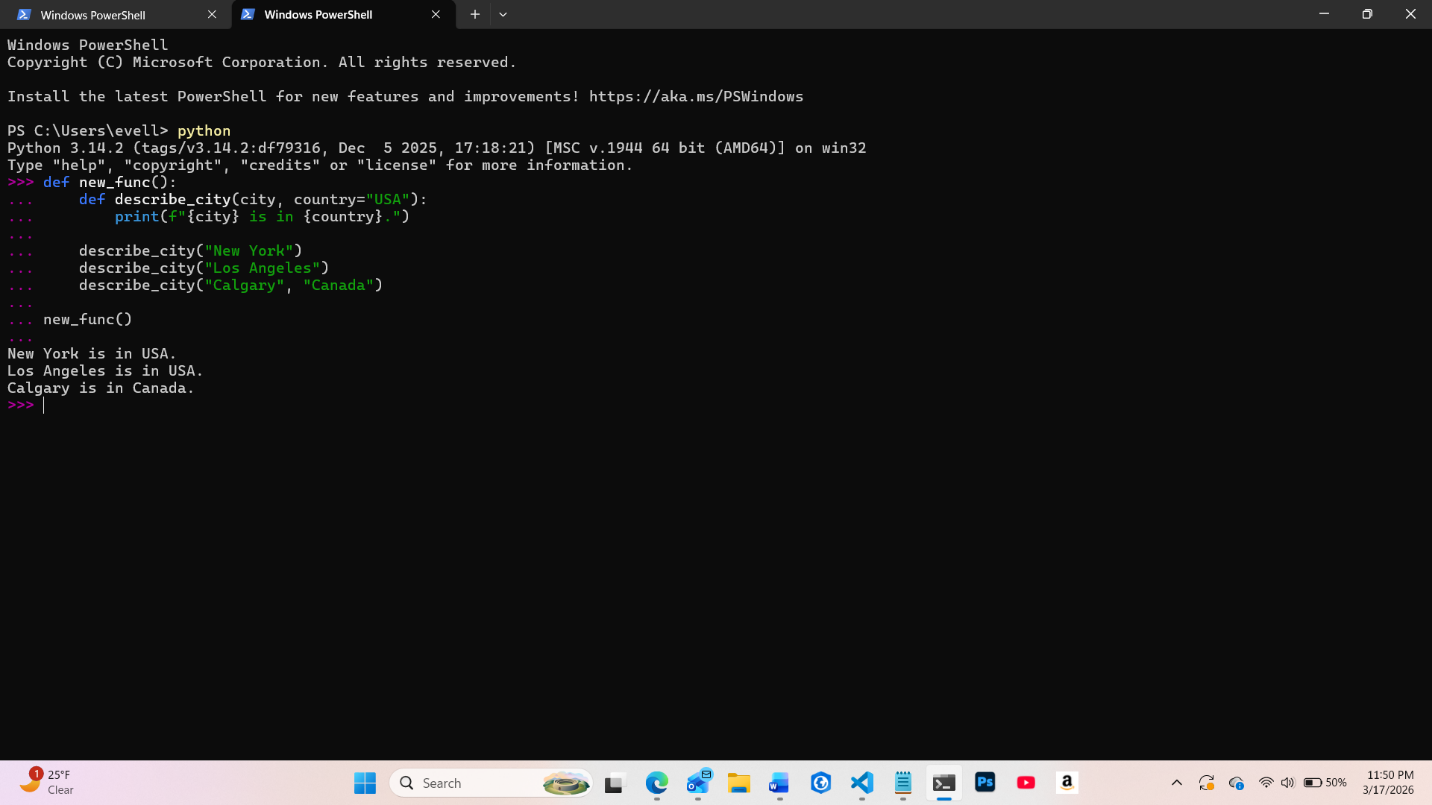 Windows PowerShell
Windows PowerShell
Windows PowerShell
Copyright (C) Microsoft Corporation. All rights reserved.
Install the latest PowerShell for new features and improvements! https://aka.ms/PSWindows
PS C:\Users\evell> python
Python 3.14.2 (tags/v3.14.2:df79316, Dec  5 2025, 17:18:21) [MSC v.1944 64 bit (AMD64)] on win32
Type "help", "copyright", "credits" or "license" for more information.
>>> def new_func():
...     def describe_city(city, country="USA"):
...         print(f"{city} is in {country}.")
...
...     describe_city("New York")
...     describe_city("Los Angeles")
...     describe_city("Calgary", "Canada")
...
... new_func()
...
New York is in USA.
Los Angeles is in USA.
Calgary is in Canada.
>>>
1
25°F
Clear
Search
W
Ps
a
50%
11:50 PM
3/17/2026